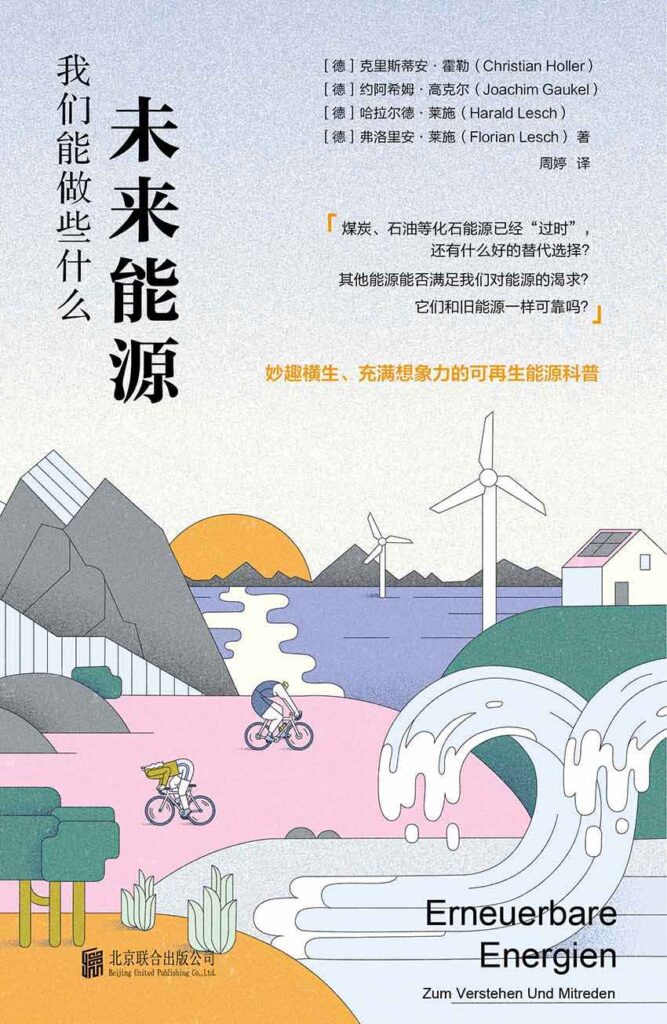 未来能源
我们能做些什么
[德] 克里斯蒂安·霍勒（Christian Holler）
[德] 约阿希姆·高克尔（Joachim Gaukel）
[德] 哈拉尔德·莱施（Harald Lesch）
[德] 弗洛里安·莱施（Florian Lesch）著
周婷 译
「煤炭、石油等化石能源已经“过时”，
还有什么好的替代选择？
其他能源能否满足我们对能源的渴求？
它们和旧能源一样可靠吗？」
妙趣横生、充满想象力的可再生能源科普
Erneuerbare
Energien
Zum Verstehen Und Mitreden
北京联合出版公司
Beijing United Publishing Co.,Ltd.